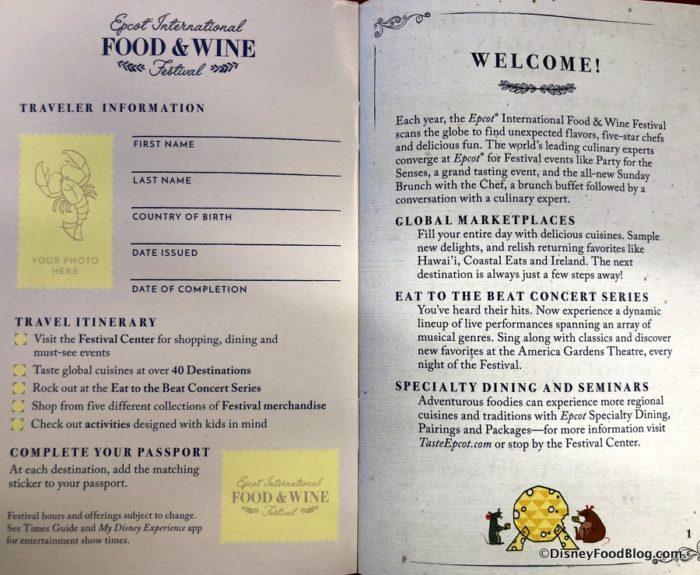 Epcot International
FOOD & WINE
Festival
TRAVELER INFORMATION
YOUR PHOTO
HERE
FIRST NAME
LAST NAME
COUNTRY OF BIRTH
DATE ISSUED
DATE OF COMPLETION
TRAVEL ITINERARY
Visit the Festival Center for shopping, dining and
must-see events
Taste global cuisines at over 40 Destinations
Rock out at the Eat to the Beat Concert Series
Shop from five different collections of Festival merchandise
Check out activities designed with kids in mind
COMPLETE YOUR PASSPORT
At each destination, add the matching
sticker to your passport.
Epcot International
FOOD & WINE
Festival
Festival hours and offerings subject to change.
See Times Guide and My Disney Experience app
for entertainment show times.
WELCOME!
Each year, the Epcot® International Food & Wine Festival
scans the globe to find unexpected flavors, five-star chefs
and delicious fun. The world's leading culinary experts
converge at Epcot® for Festival events like Party for the
Senses, a grand tasting event, and the all-new Sunday
Brunch with the Chef, a brunch buffet followed by a
conversation with a culinary expert.
GLOBAL MARKETPLACES
Fill your entire day with delicious cuisines. Sample
new delights, and relish returning favorites like
Hawai'i, Coastal Eats and Ireland. The next
destination is always just a few steps away!
EAT TO THE BEAT CONCERT SERIES
You've heard their hits. Now experience a dynamic
lineup of live performances spanning an array of
musical genres. Sing along with classics and discover
new favorites at the America Gardens Theatre, every
night of the Festival.
SPECIALTY DINING AND SEMINARS
Adventurous foodies can experience more regional
cuisines and traditions with Epcot Specialty Dining,
Pairings and Packages—for more information visit
TasteEpcot.com or stop by the Festival Center.
1
©DisneyFoodBlog.com